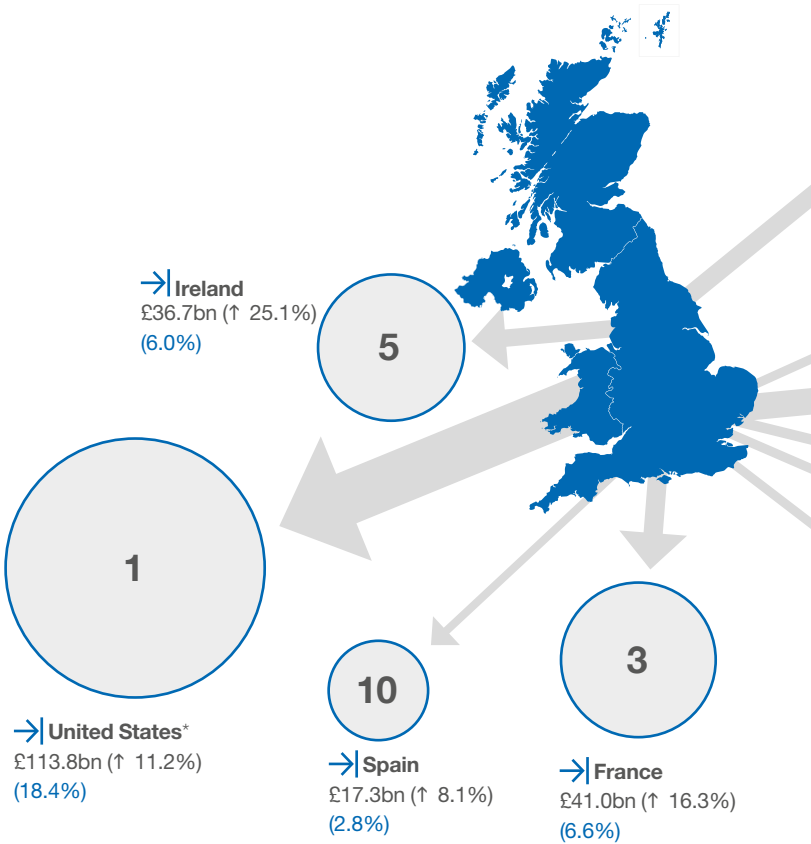 Ireland
£36.7bn (↑ 25.1%)
(6.0%)
5
1
United States*
£113.8bn (↑ 11.2%)
(18.4%)
10
Spain
£17.3bn (↑ 8.1%)
(2.8%)
3
France
£41.0bn (↑ 16.3%)
(6.6%)